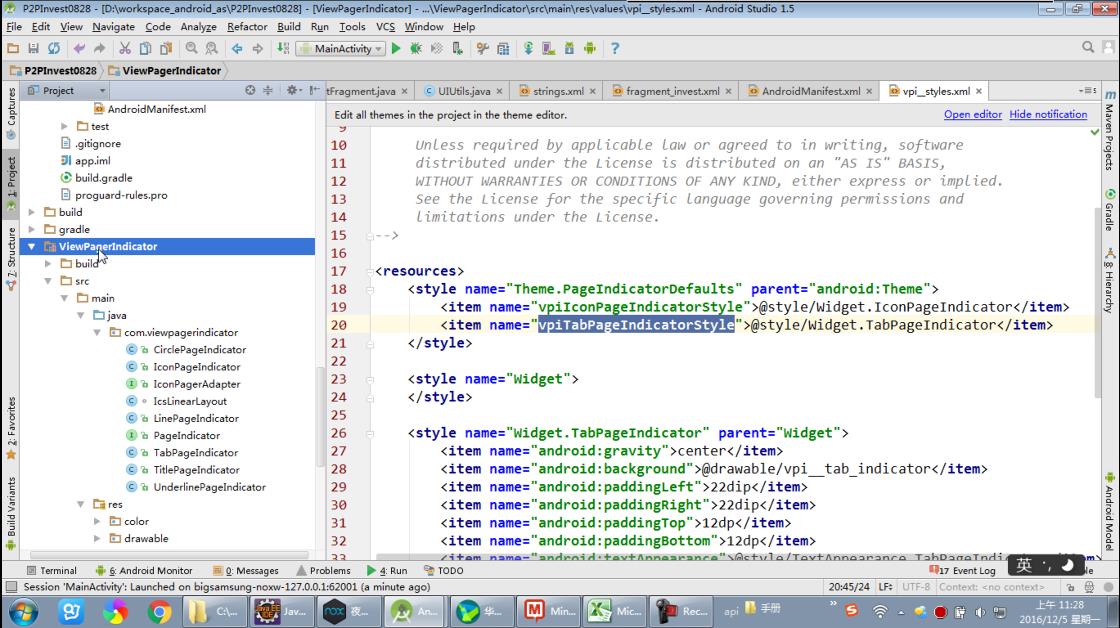 P2PInvest0828 - [D:\workspace_android_as\P2PInvest0828] - [ViewPagerIndicator] - ...\ViewPagerIndicator\src\main\res\values\vpi__styles.xml - Android Studio 1.5
File Edit View Navigate Code Analyze Refactor Build Run Tools VCS Window Help
MainActivity
P2PInvest0828 ViewPagerIndicator
Project
tFragment.java UIUtils.java strings.xml fragment_invest.xml AndroidManifest.xml vpi__styles.xml
Edit all themes in the project in the theme editor. Open editor Hide notification
Captures
1: Project
7: Structure
2: Favorites
Build Variants
AndroidManifest.xml
test
.gitignore
app.iml
build.gradle
proguard-rules.pro
build
gradle
ViewPagerIndicator
build
src
main
java
com.viewpagerindicator
CirclePageIndicator
IconPageIndicator
IconPagerAdapter
IcsLinearLayout
LinePageIndicator
PageIndicator
TabPageIndicator
TitlePageIndicator
UnderlinePageIndicator
res
color
drawable
9
10 Unless required by applicable law or agreed to in writing, software
11 distributed under the License is distributed on an "AS IS" BASIS,
12 WITHOUT WARRANTIES OR CONDITIONS OF ANY KIND, either express or implied.
13 See the License for the specific language governing permissions and
14 limitations under the License.
15 -->
16
17 <resources>
18 <style name="Theme.PageIndicatorDefaults" parent="android:Theme">
19 <item name="vpiIconPageIndicatorStyle">@style/Widget.IconPageIndicator</item>
20 <item name="vpiTabPageIndicatorStyle">@style/Widget.TabPageIndicator</item>
21 </style>
22
23 <style name="Widget">
24 </style>
25
26 <style name="Widget.TabPageIndicator" parent="Widget">
27 <item name="android:gravity">center</item>
28 <item name="android:background">@drawable/vpi__tab_indicator</item>
29 <item name="android:paddingLeft">22dip</item>
30 <item name="android:paddingRight">22dip</item>
31 <item name="android:paddingTop">12dp</item>
32 <item name="android:paddingBottom">12dp</item>
33 <item name="android:textAppearance">@style/TextAppearance.TabPageIndicator</item>
Maven Projects
Gradle
8: Hierarchy
Android Model
Terminal 6: Android Monitor 0: Messages Problems 4: Run TODO 17 Event Log
英
Session 'MainActivity': Launched on bigsamsung-noxw-127.0.0.1:62001 (a minute ago) 20:45/24 LF÷ UTF-8 Context: <no context>
C:\... Jav... 夜... An... 华... Min... Mic... Rec... api 手册
上午 11:28
2016/12/5 星期一